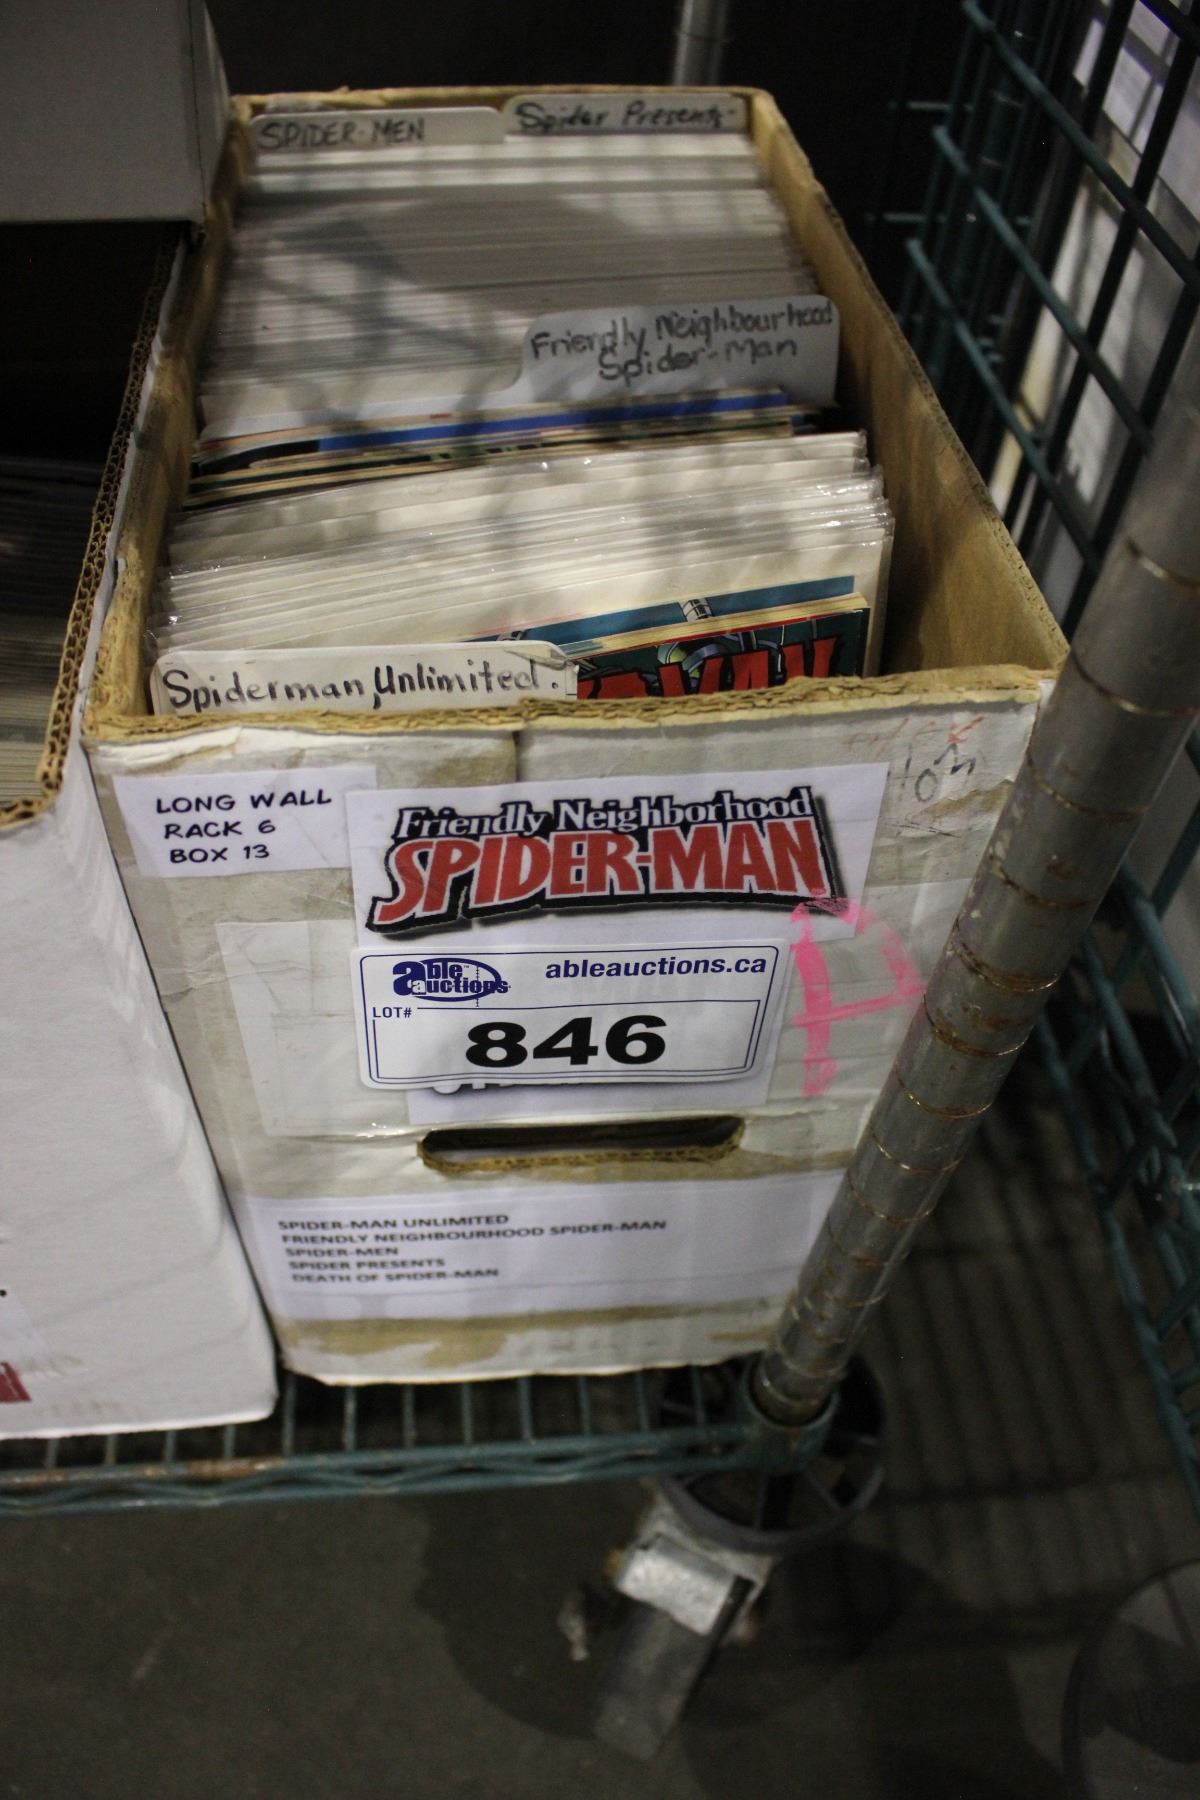 SPIDER-MEN
Spider Presents-
Friendly Neighbourhood
Spider-Man
Spiderman, Unlimited.
LONG WALL
RACK 6
BOX 13
Friendly Neighborhood
SPIDER-MAN
able auctions™
ableauctions.ca
LOT#
846
SPIDER-MAN UNLIMITED
FRIENDLY NEIGHBOURHOOD SPIDER-MAN
SPIDER-MEN
SPIDER PRESENTS
DEATH OF SPIDER-MAN